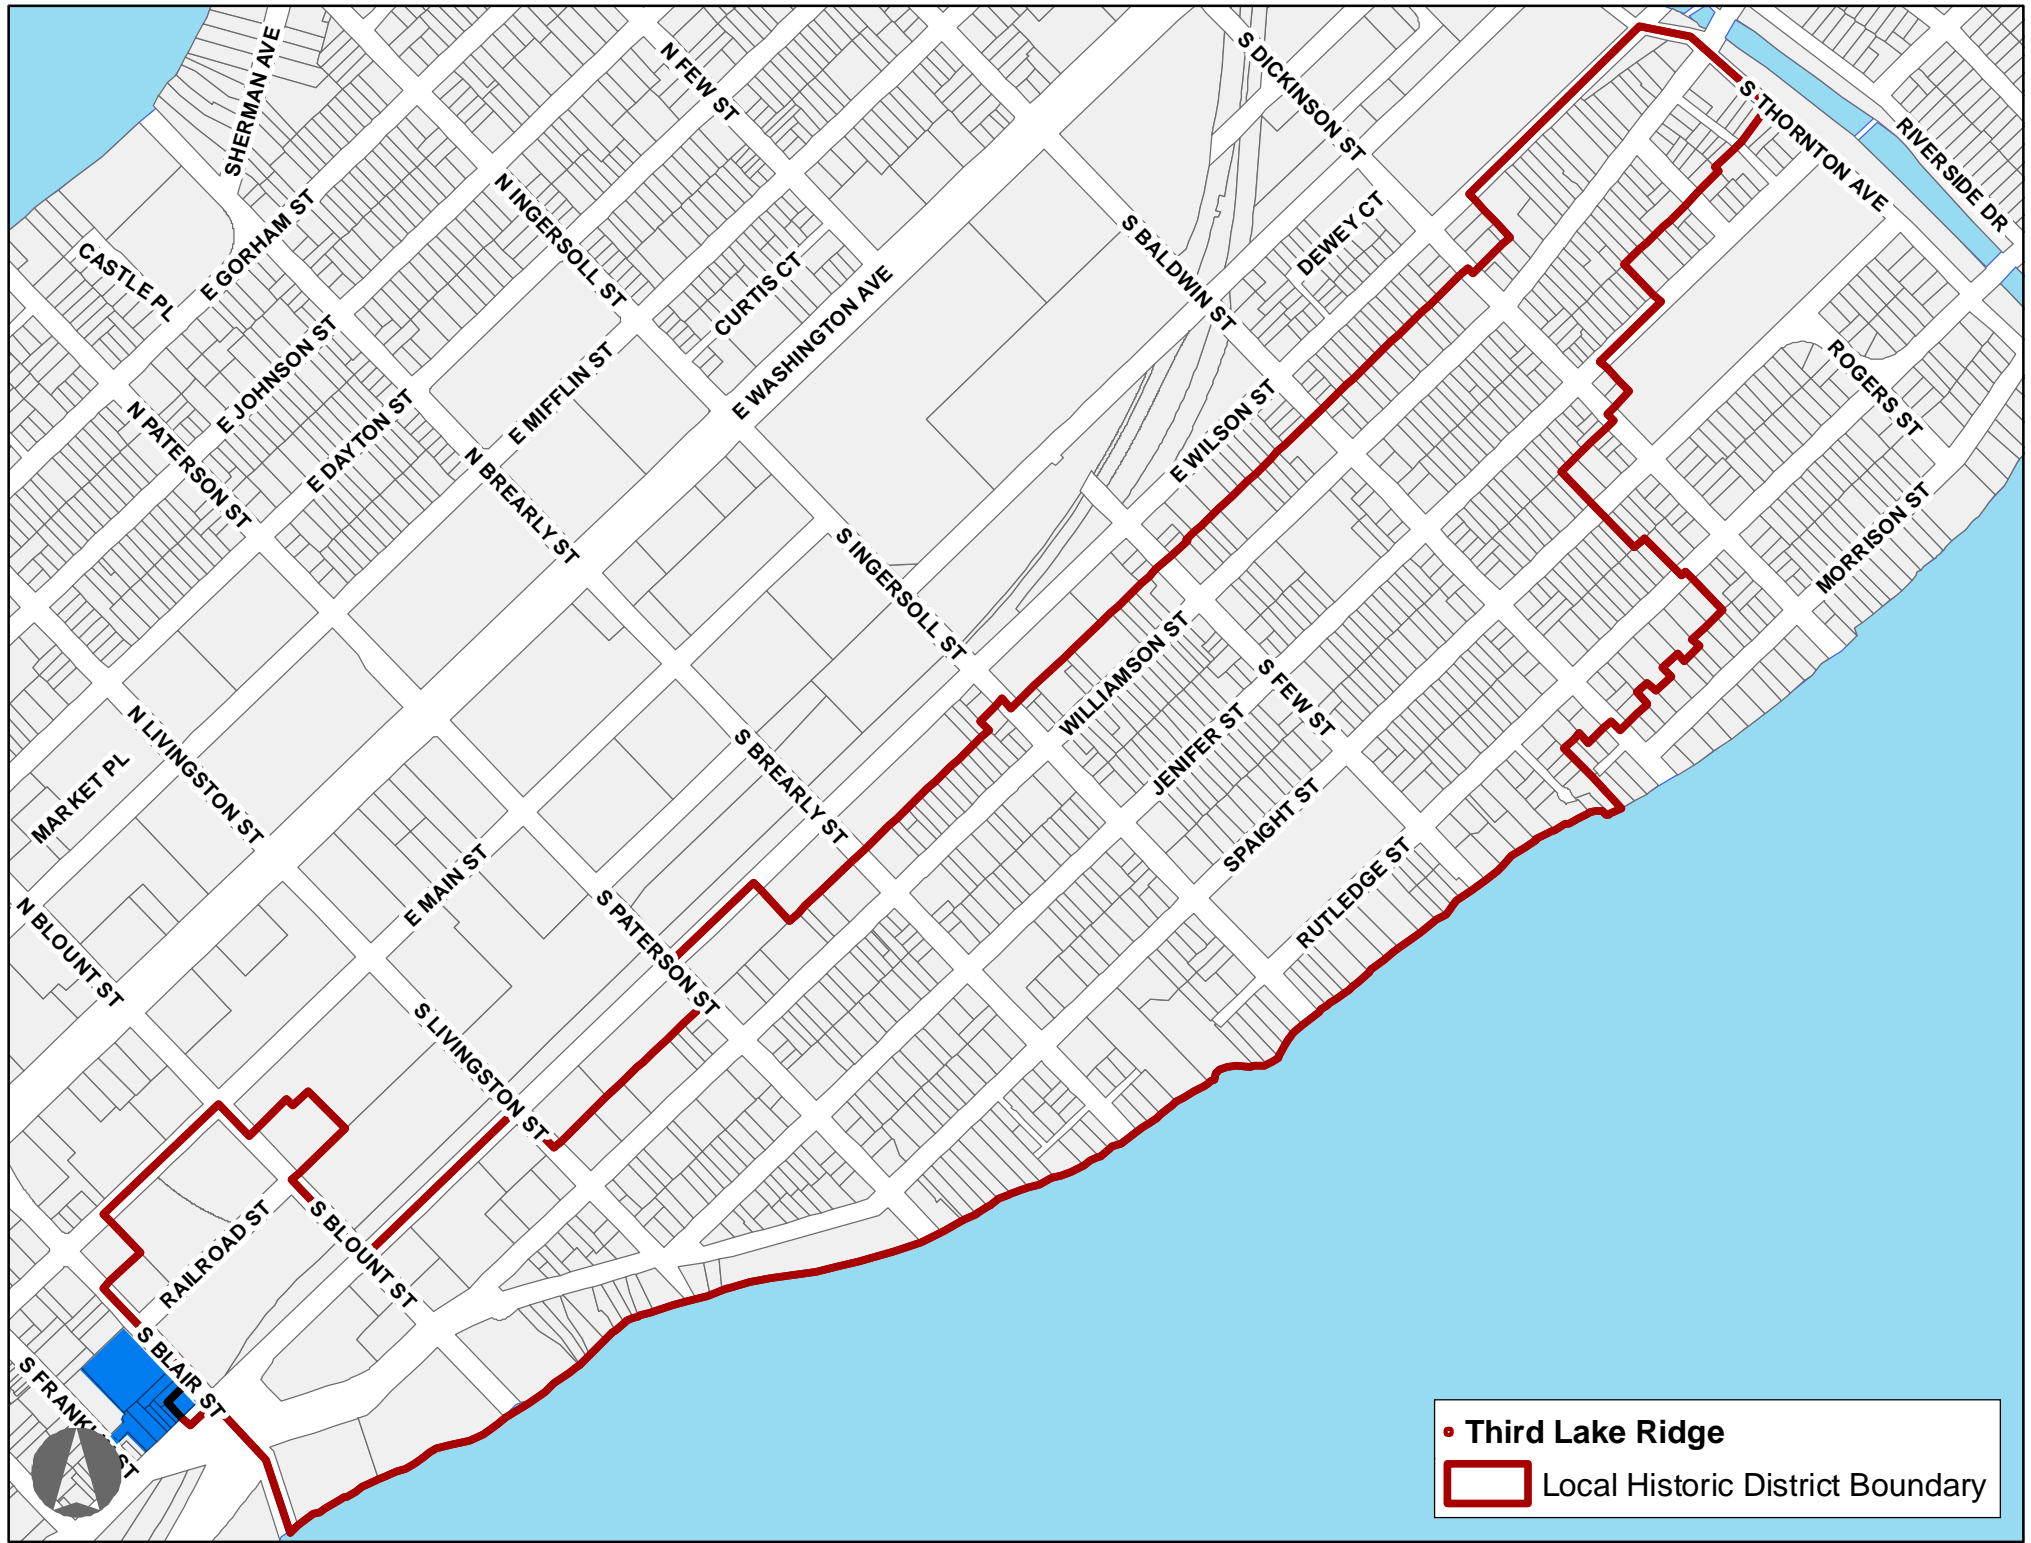 SHERMAN AVE
N FEW ST
S DICKINSON ST
S THORNTON AVE
RIVERSIDE DR
N INGERSOLL ST
E GORHAM ST
CASTLE PL
CURTIS CT
E WASHINGTON AVE
S BALDWIN ST
DEWEY CT
E JOHNSON ST
E MIFFLIN ST
ROGERS ST
N PATERSON ST
E DAYTON ST
N BREARLY ST
E WILSON ST
MORRISON ST
S INGERSOLL ST
WILLIAMSON ST
S FEW ST
JENIFER ST
N LIVINGSTON ST
MARKET PL
S BREARLY ST
SPAIGHT ST
RUTLEDGE ST
E MAIN ST
S PATERSON ST
N BLOUNT ST
S LIVINGSTON ST
RAILROAD ST
S BLOUNT ST
S BLAIR ST
S FRANKL ST
Third Lake Ridge
Local Historic District Boundary